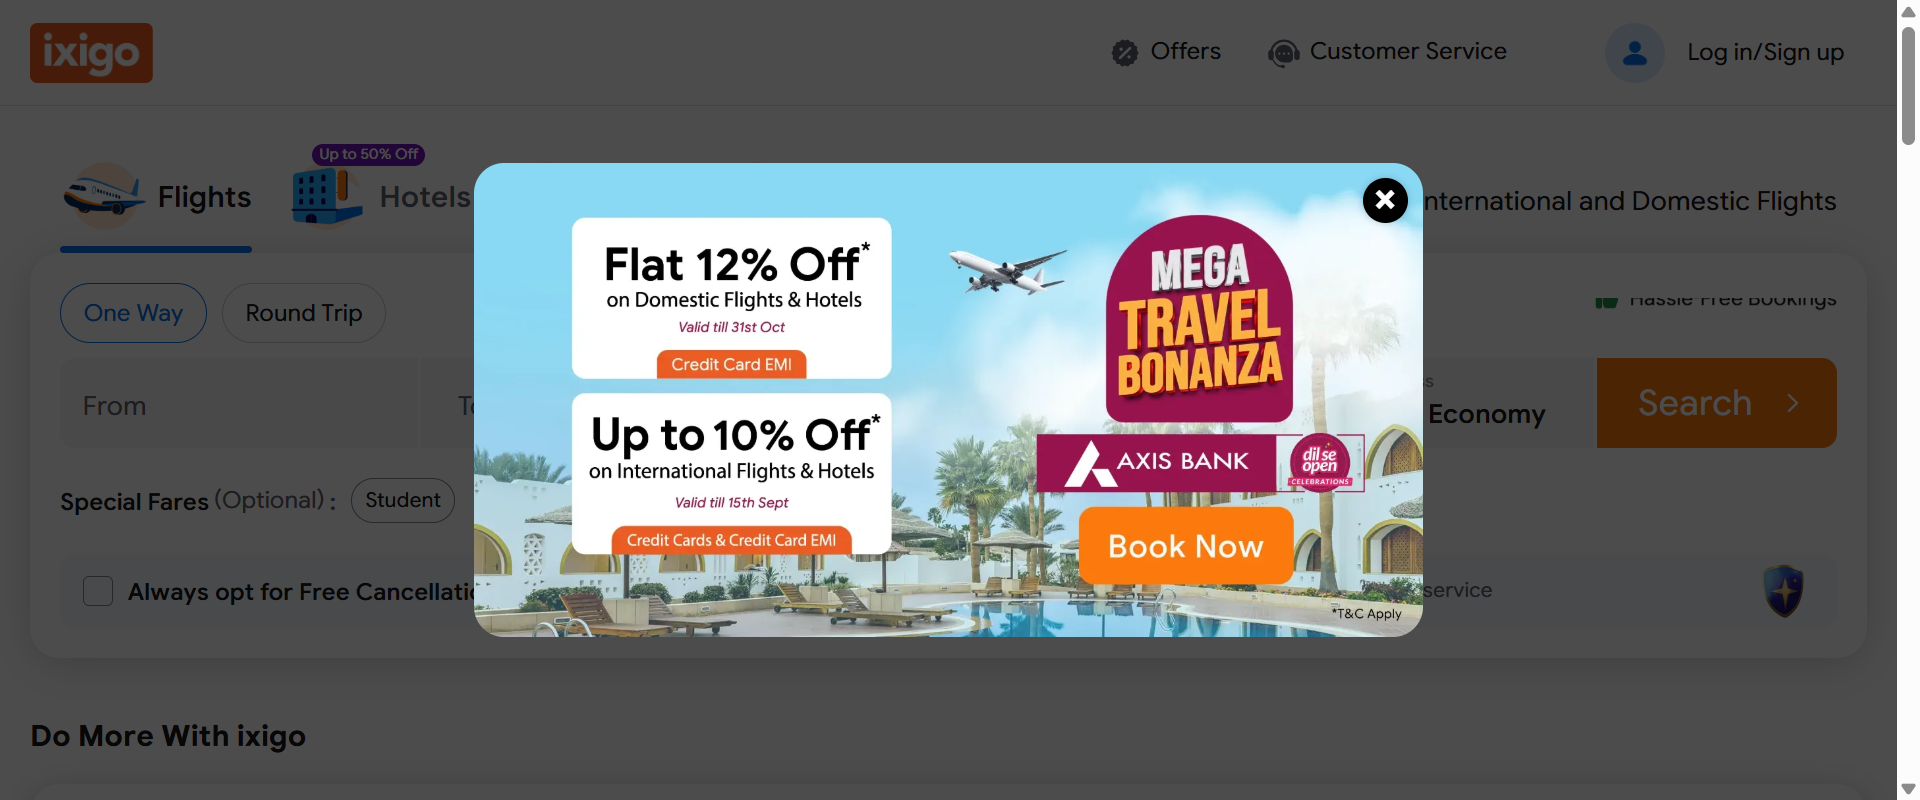 ixigo
Offers
Customer Service
Log in/Sign up
Up to 50% Off
Flights
Hotels
nternational and Domestic Flights
One Way
Round Trip
Hassle Free Bookings
From
To
Economy
Search
Special Fares (Optional) :
Student
Always opt for Free Cancellatio
service
Flat 12% Off*
on Domestic Flights & Hotels
Valid till 31st Oct
Credit Card EMI
Up to 10% Off*
on International Flights & Hotels
Valid till 15th Sept
Credit Cards & Credit Card EMI
MEGA
TRAVEL
BONANZA
AXIS BANK
dil se
open
CELEBRATIONS
Book Now
*T&C Apply
Do More With ixigo